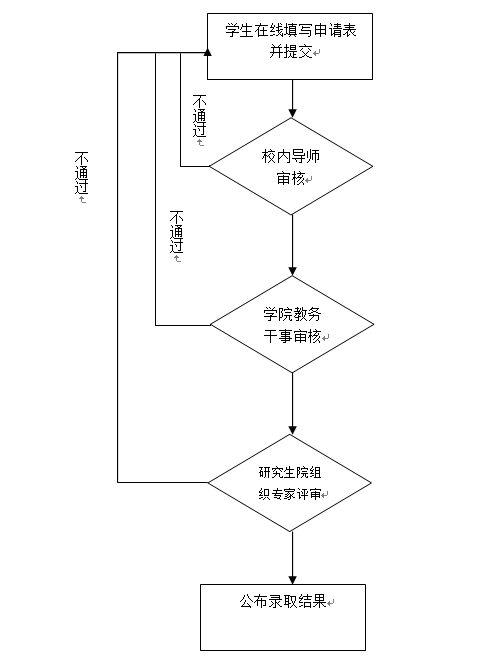 学生在线填写申请表
并提交
不通过
校内导师
审核
不通过
不通过
学院教务
干事审核
研究生院组
织专家评审
公布录取结果